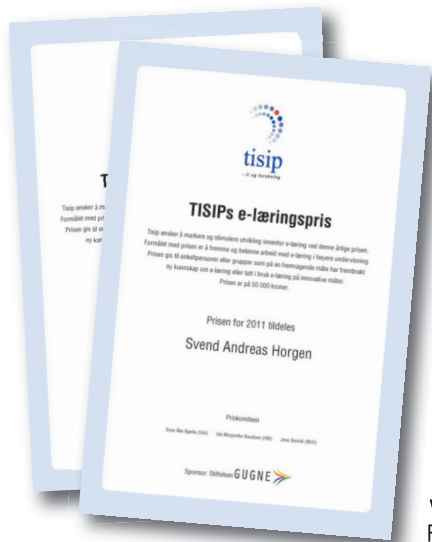 tisip
- it og forskning
TISIPs e-læringspris
Tisip ønsker å markere og stimulere utvikling innenfor e-læring ved denne årlige prisen.
Formålet med prisen er å fremme og belønne arbeid med e-læring i høyere undervisning.
Prisen gis til enkeltpersoner eller grupper som på en fremragende måte har frembrakt
ny kunnskap om e-læring eller tatt i bruk e-læring på innovative måter.
Prisen er på 50 000 kroner.
Prisen for 2011 tildeles
Svend Andreas Horgen
Priskomiteen
Sponsor: Stiftelsen GUGNE
T
Tisip ønsker å
Formålet med
Prisen gis til
ny